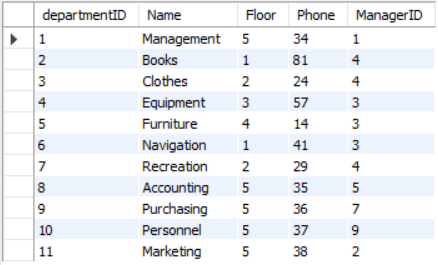 departmentID Name Floor Phone ManagerID
1 Management 5 34 1
2 Books 1 81 4
3 Clothes 2 24 4
4 Equipment 3 57 3
5 Furniture 4 14 3
6 Navigation 1 41 3
7 Recreation 2 29 4
8 Accounting 5 35 5
9 Purchasing 5 36 7
10 Personnel 5 37 9
11 Marketing 5 38 2